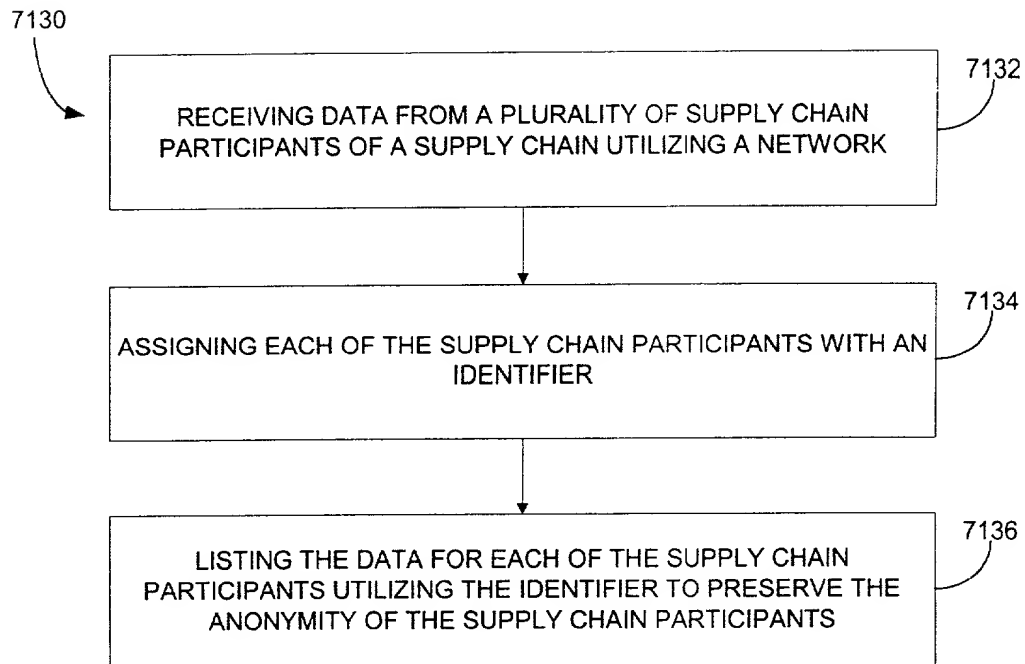 7130
7132
RECEIVING DATA FROM A PLURALITY OF SUPPLY CHAIN
PARTICIPANTS OF A SUPPLY CHAIN UTILIZING A NETWORK
7134
ASSIGNING EACH OF THE SUPPLY CHAIN PARTICIPANTS WITH AN
IDENTIFIER
7136
LISTING THE DATA FOR EACH OF THE SUPPLY CHAIN
PARTICIPANTS UTILIZING THE IDENTIFIER TO PRESERVE THE
ANONYMITY OF THE SUPPLY CHAIN PARTICIPANTS